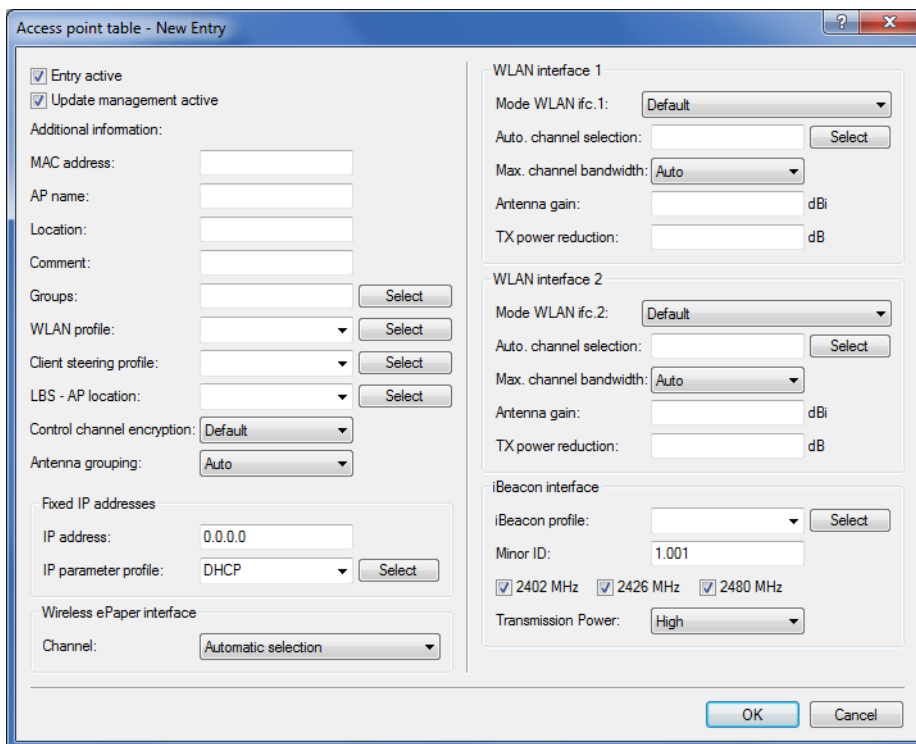 Access point table - New Entry
Entry active
Update management active
Additional information:
MAC address:
AP name:
Location:
Comment:
Groups: Select
WLAN profile: Select
Client steering profile: Select
LBS - AP location: Select
Control channel encryption: Default
Antenna grouping: Auto
Fixed IP addresses
IP address: 0.0.0.0
IP parameter profile: DHCP Select
Wireless ePaper interface
Channel: Automatic selection
WLAN interface 1
Mode WLAN ifc.1: Default
Auto. channel selection: Select
Max. channel bandwidth: Auto
Antenna gain: dBi
TX power reduction: dB
WLAN interface 2
Mode WLAN ifc.2: Default
Auto. channel selection: Select
Max. channel bandwidth: Auto
Antenna gain: dBi
TX power reduction: dB
iBeacon interface
iBeacon profile: Select
Minor ID: 1.001
2402 MHz 2426 MHz 2480 MHz
Transmission Power: High
OK Cancel